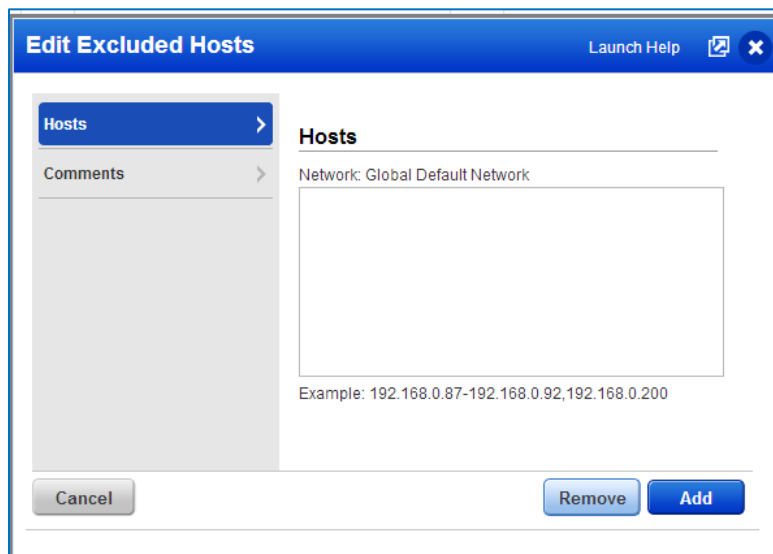 Edit Excluded Hosts
Launch Help
Hosts
Comments
Hosts
Network: Global Default Network
Example: 192.168.0.87-192.168.0.92,192.168.0.200
Cancel
Remove
Add